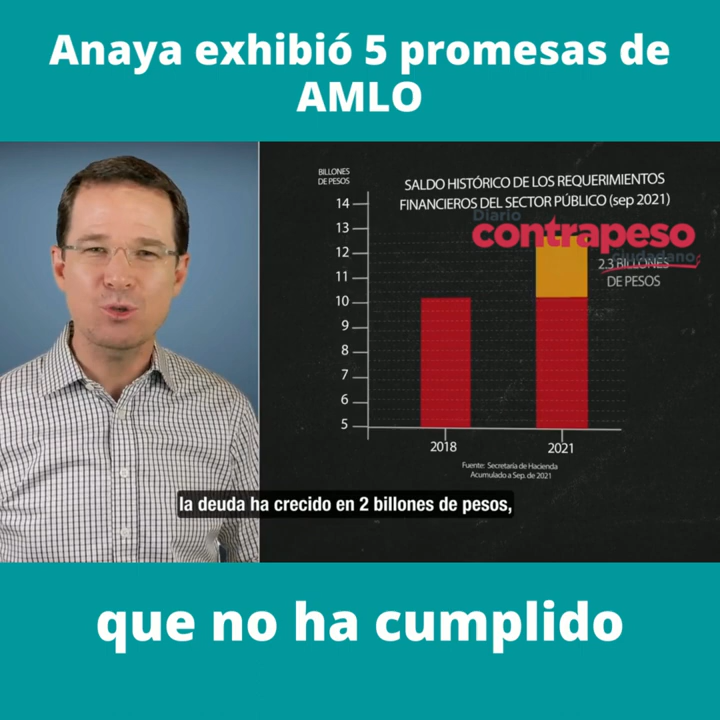 Anaya exhibió 5 promesas de
AMLO
BILLONES
DE PESOS
SALDO HISTÓRICO DE LOS REQUERIMIENTOS
FINANCIEROS DEL SECTOR PÚBLICO (sep 2021)
Diario
contrapeso
ciudadano
14
13
12
11
10
9
8
7
6
5
2.3 BILLONES
DE PESOS
2018
2021
Fuente: Secretaría de Hacienda
Acumulado a Sep. de 2021
la deuda ha crecido en 2 billones de pesos,
que no ha cumplido